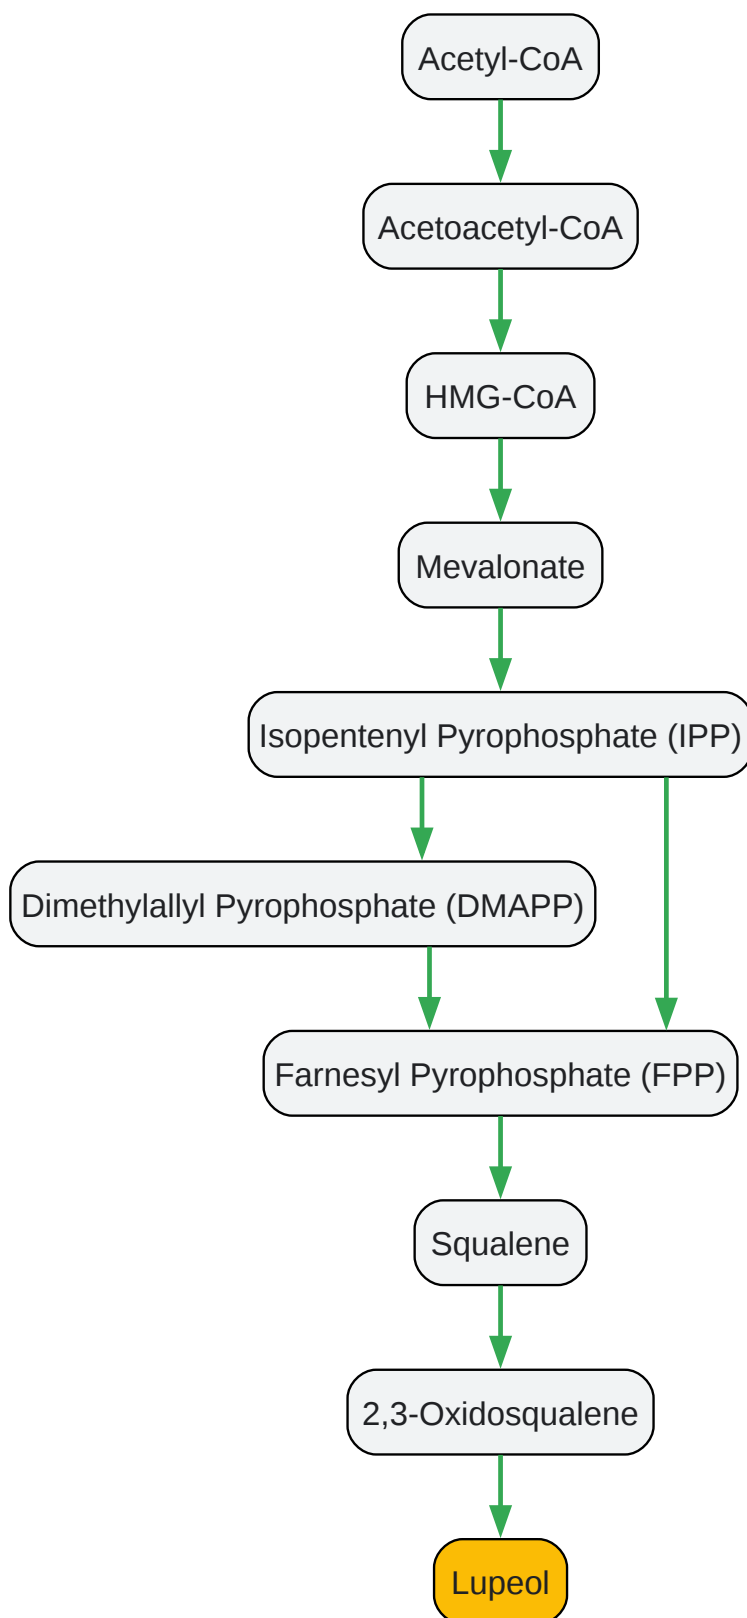 Acetyl-CoA
Acetoacetyl-CoA
HMG-CoA
Mevalonate
Isopentenyl Pyrophosphate (IPP)
Dimethylallyl Pyrophosphate (DMAPP)
Farnesyl Pyrophosphate (FPP)
Squalene
2,3-Oxidosqualene
Lupeol